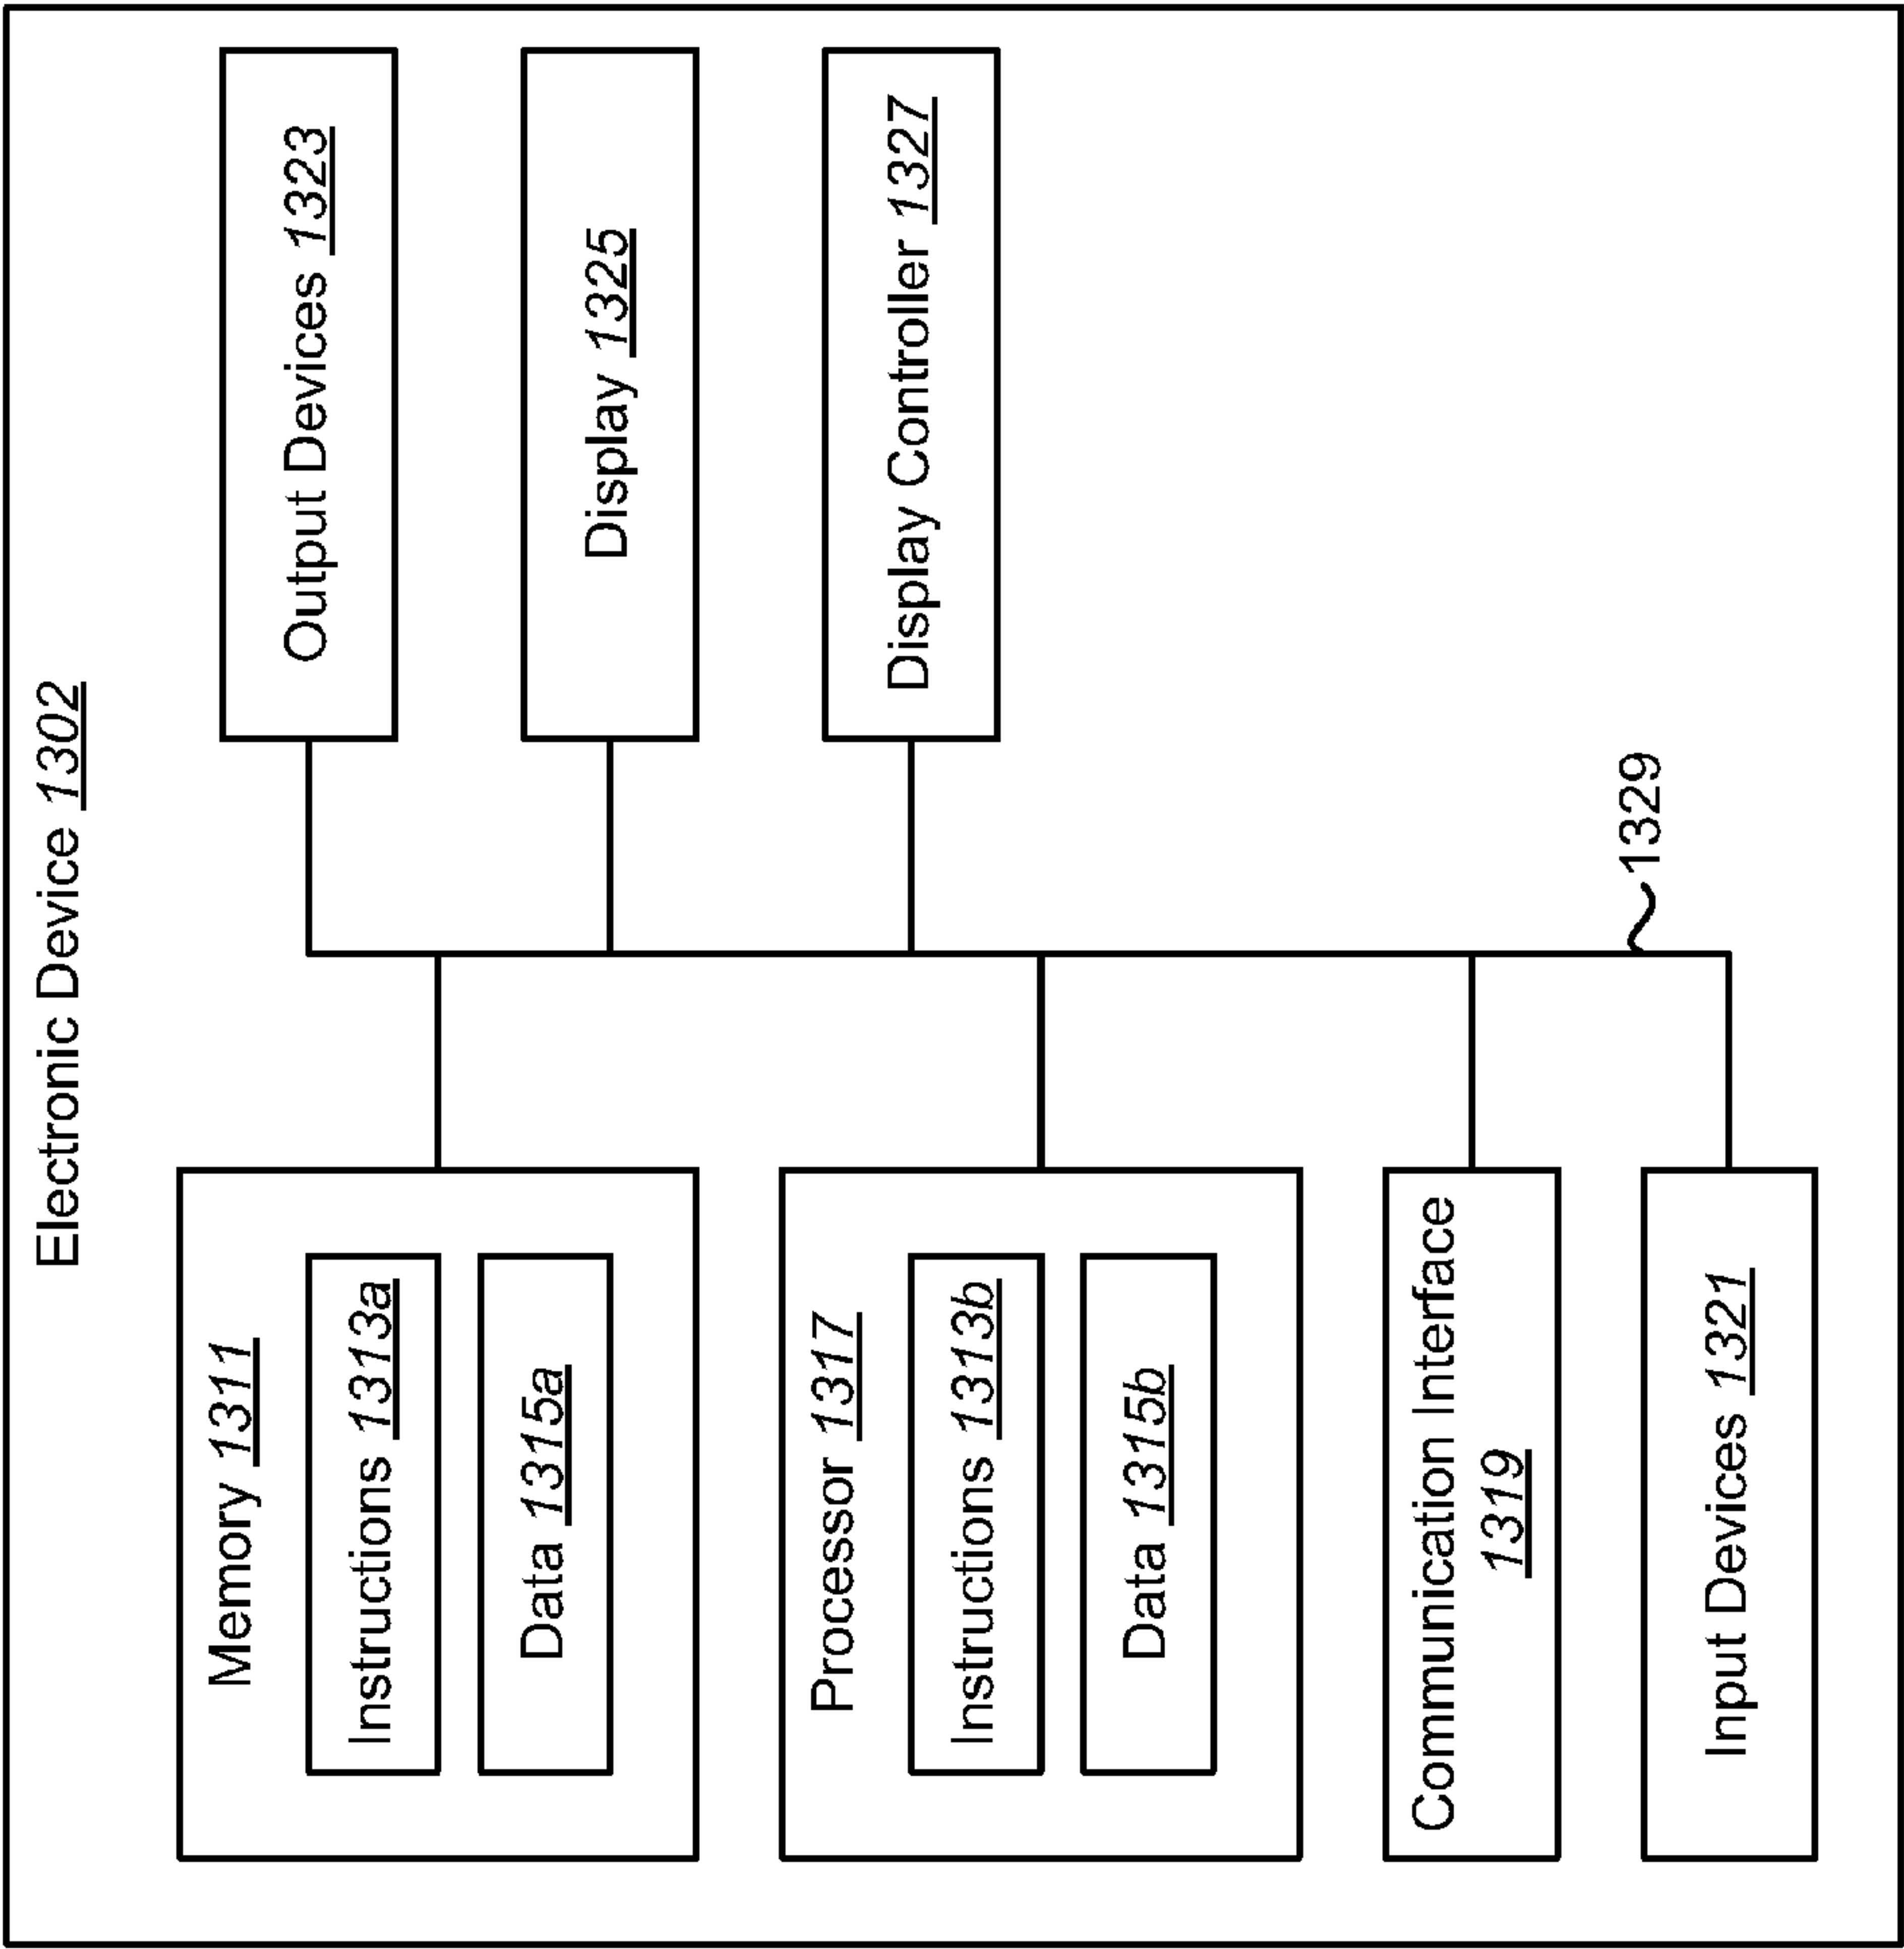 Electronic Device 1302
Memory 1311
Instructions 1313a
Data 1315a
Processor 1317
Instructions 1313b
Data 1315b
Communication Interface
1319
Input Devices 1321
Output Devices 1323
Display 1325
Display Controller 1327
1329